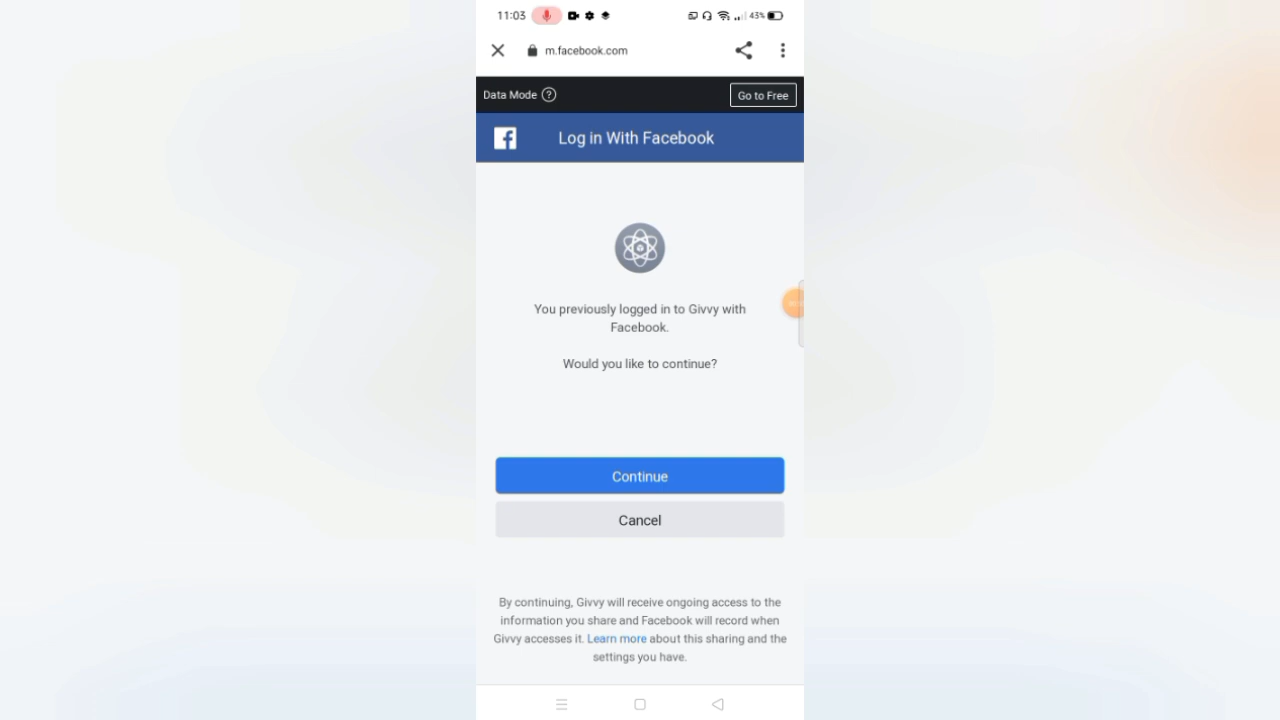 11:03
43%
m.facebook.com
Data Mode ?
Go to Free
Log in With Facebook
You previously logged in to Givvy with
Facebook.
Would you like to continue?
Continue
Cancel
By continuing, Givvy will receive ongoing access to the
information you share and Facebook will record when
Givvy accesses it. Learn more about this sharing and the
settings you have.